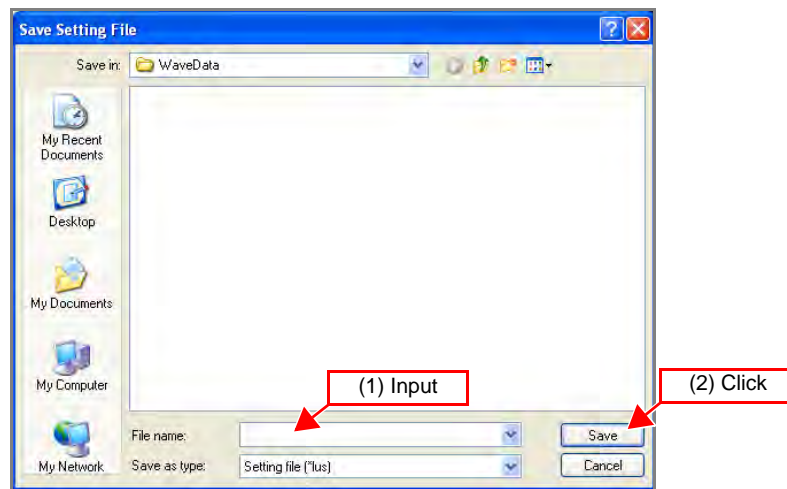 Save Setting File
Save in:
WaveData
My Recent
Documents
Desktop
My Documents
My Computer
My Network
(1) Input
(2) Click
File name:
Save
Save as type:
Setting file (*lus)
Cancel